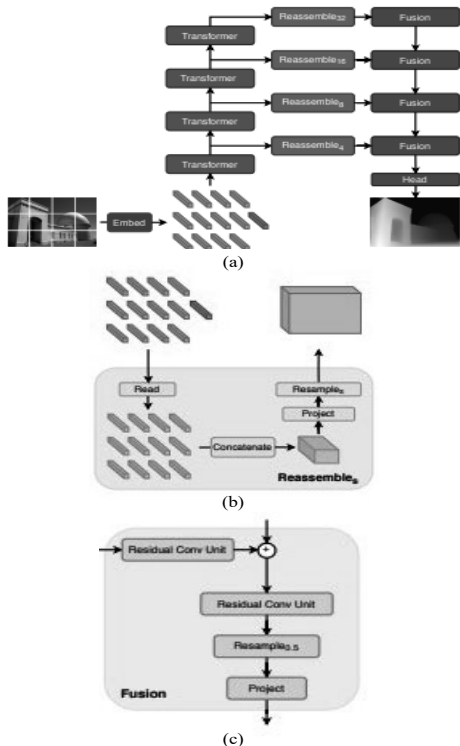 Reassemble32 Fusion
Transformer
Reassemble16 Fusion
Transformer
Reassemble8 Fusion
Transformer
Reassemble4 Fusion
Transformer
Head
Embed
(a)
Read
Resamples
Project
Concatenate
Reassembles
(b)
Residual Conv Unit
+
Residual Conv Unit
Resample0.5
Project
Fusion
(c)